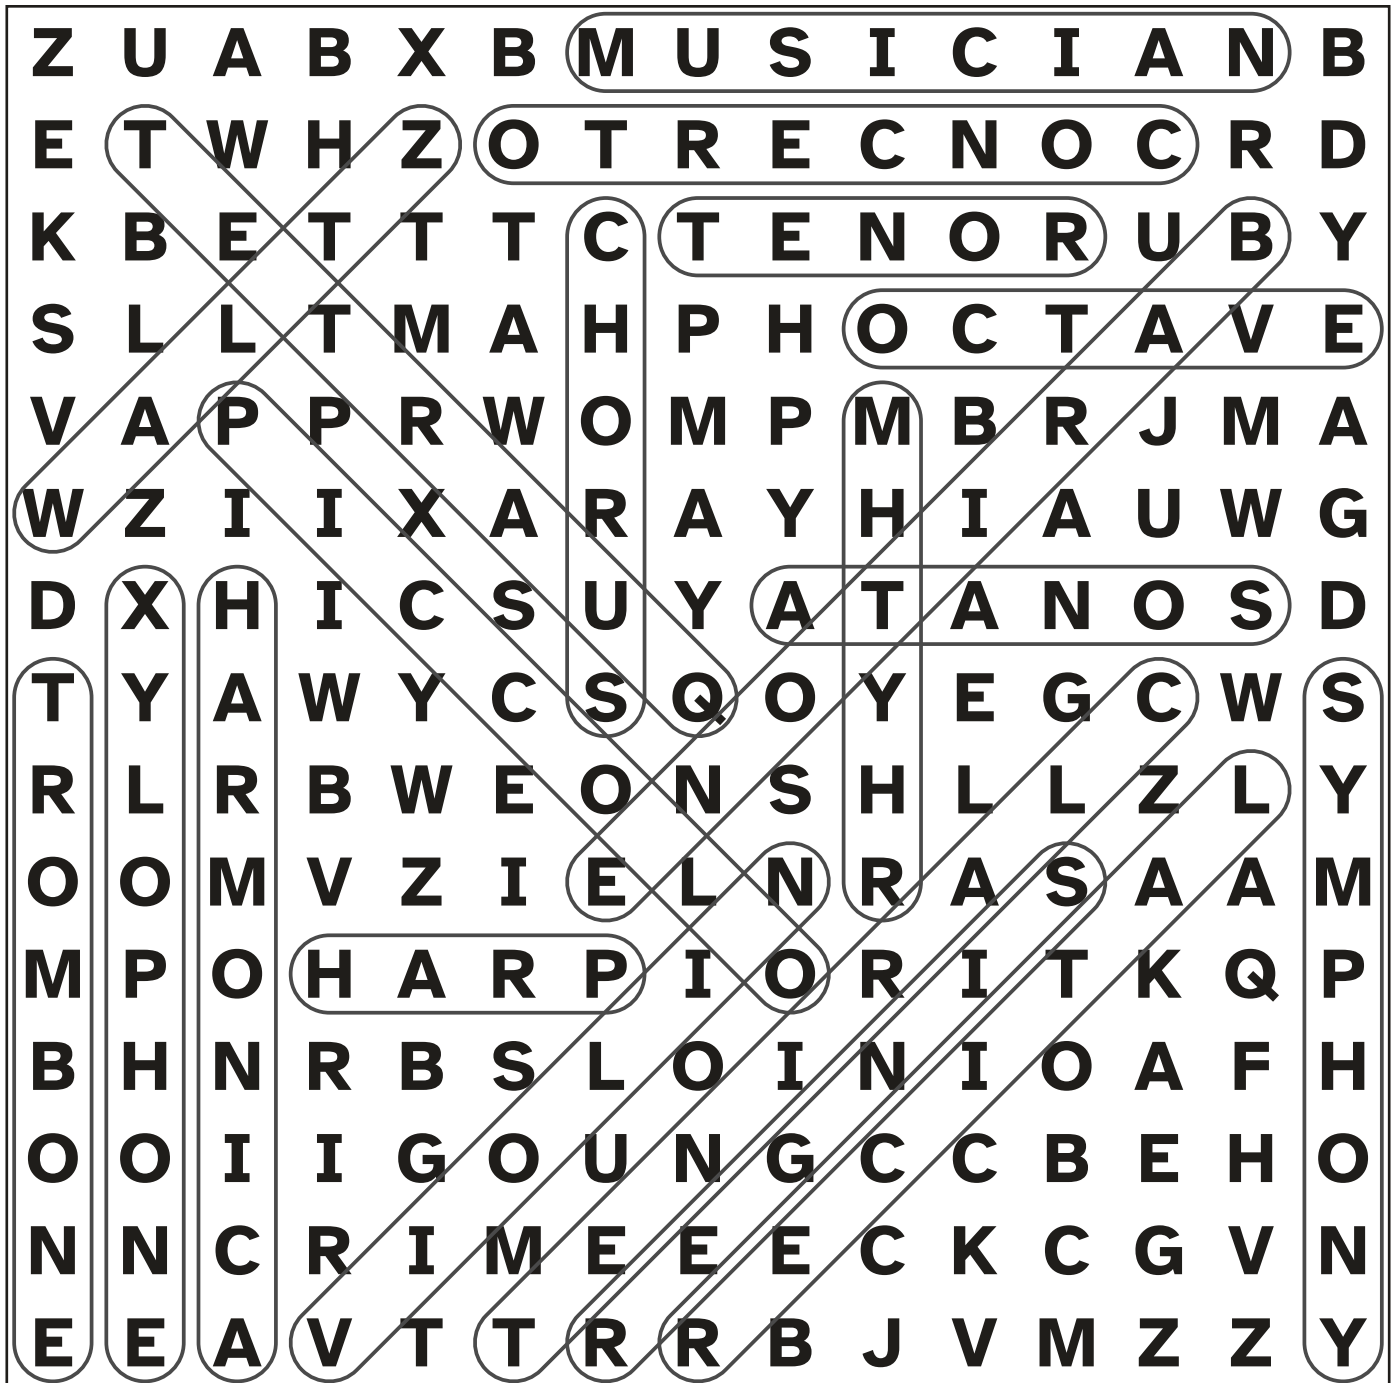 Z U A B X B M U S I C I A N B
E T W H Z O T R E C N O C R D
K B E T T T C T E N O R U B Y
S L L T M A H P H O C T A V E
V A P P R W O M P M B R J M A
W Z I I X A R A Y H I A U W G
D X H I C S U Y A T A N O S D
T Y A W Y C S Q O Y E G C W S
R L R B W E O N S H L L Z L Y
O O M V Z I E L N R A S A A M
M P O H A R P I O R I T K Q P
B H N R B S L O I N I O A F H
O O I I G O U N G C C B E H O
N N C R I M E E E C K C G V N
E E A V T T R R B J V M Z Z Y